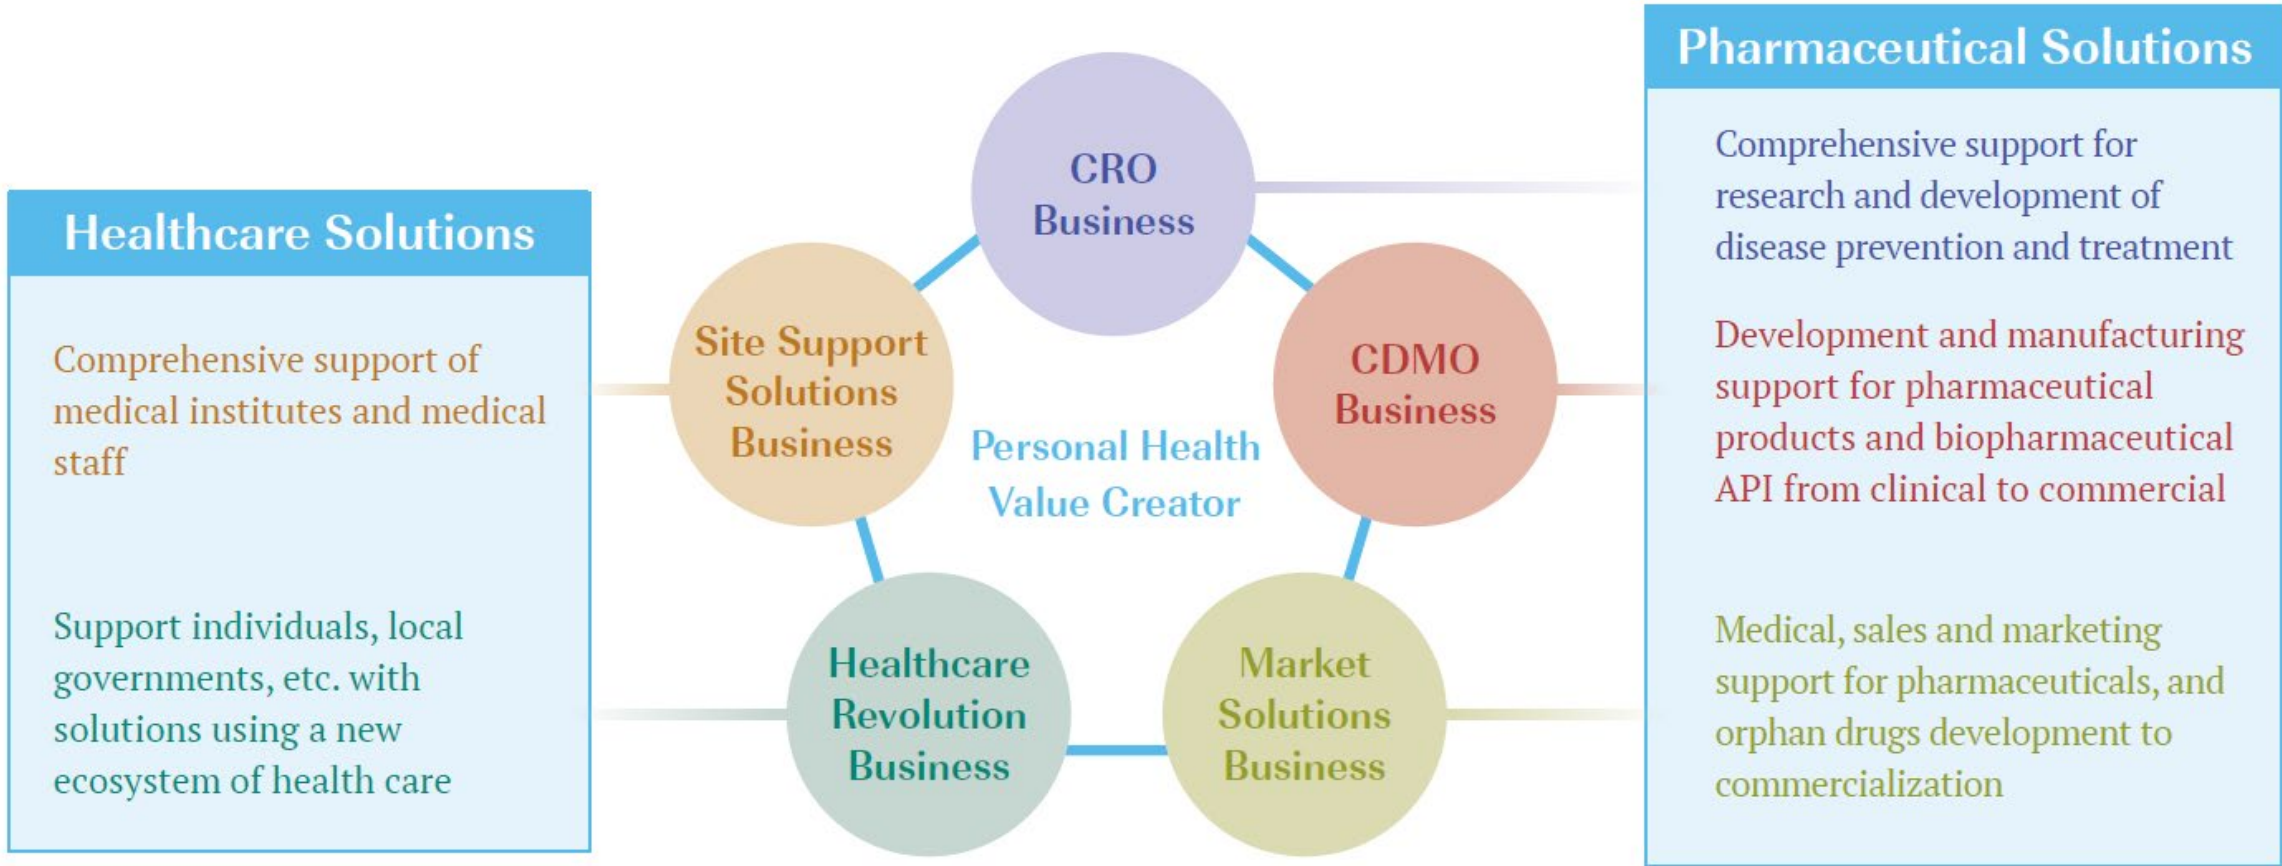 Healthcare Solutions
Comprehensive support of
medical institutes and medical
staff
Support individuals, local
governments, etc. with
solutions using a new
ecosystem of health care
CRO
Business
Site Support
Solutions
Business
CDMO
Business
Personal Health
Value Creator
Healthcare
Revolution
Business
Market
Solutions
Business
Pharmaceutical Solutions
Comprehensive support for
research and development of
disease prevention and treatment
Development and manufacturing
support for pharmaceutical
products and biopharmaceutical
API from clinical to commercial
Medical, sales and marketing
support for pharmaceuticals, and
orphan drugs development to
commercialization